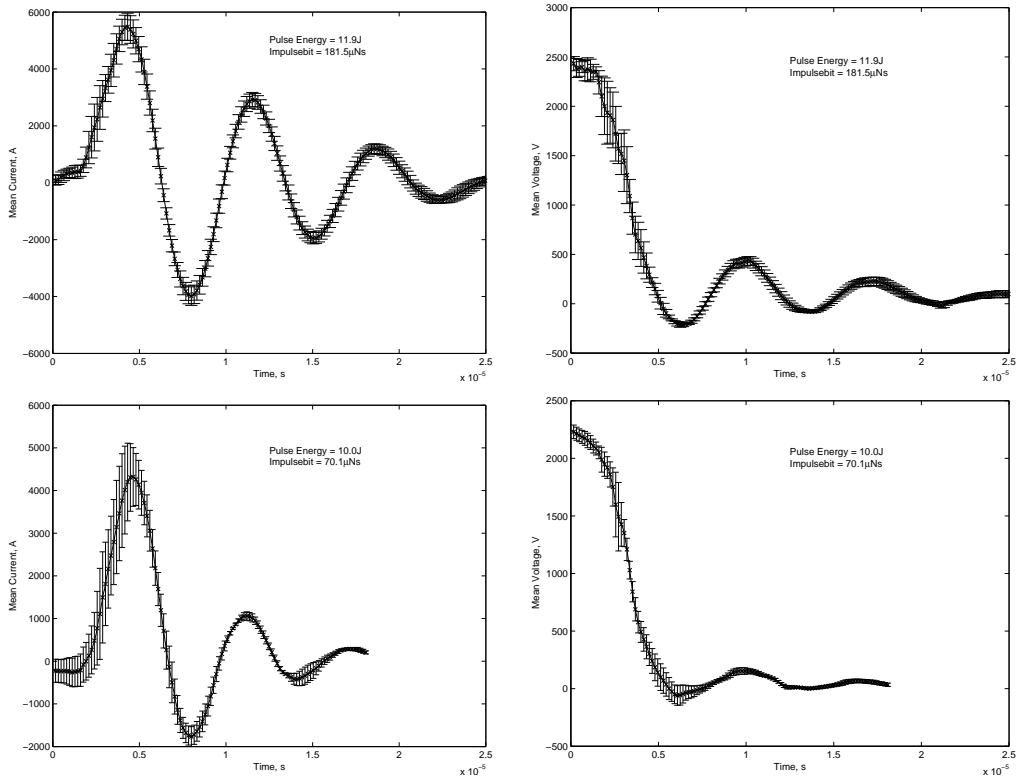 6000
4000
2000
0
−2000
−4000
−6000
0
0.5
1
1.5
2
2.5
x 10−5
Time, s
Mean Current, A
Pulse Energy = 11.9J
Impulsebit = 181.5μNs
3000
2500
2000
1500
1000
500
0
−500
0
0.5
1
1.5
2
2.5
x 10−5
Time, s
Mean Voltage, V
Pulse Energy = 11.9J
Impulsebit = 181.5μNs
6000
5000
4000
3000
2000
1000
0
−1000
−2000
0
0.5
1
1.5
2
2.5
x 10−5
Time, s
Mean Current, A
Pulse Energy = 10.0J
Impulsebit = 70.1μNs
2500
2000
1500
1000
500
0
−500
0
0.5
1
1.5
2
2.5
x 10−5
Time, s
Mean Voltage, V
Pulse Energy = 10.0J
Impulsebit = 70.1μNs